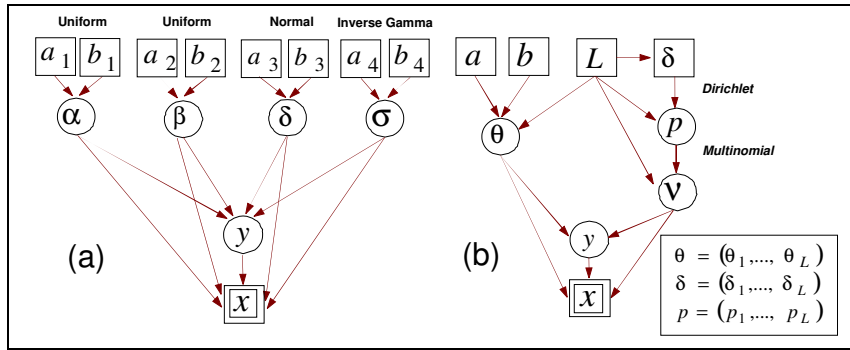 Uniform Uniform Normal Inverse Gamma
a 1 b 1 a 2 b 2 a 3 b 3 a 4 b 4
α β δ σ
y
x
(a)
a b L δ
Dirichlet
θ p
Multinomial
ν
y
x
(b)
θ = (θ 1 ,..., θ L )
δ = (δ 1 ,..., δ L )
p = (p 1 ,..., p L )